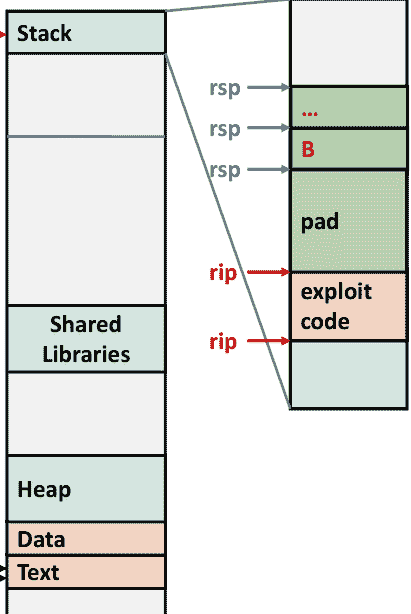 Stack
Shared
Libraries
Heap
Data
Text
rsp
...
rsp
B
rsp
pad
rip
exploit
code
rip